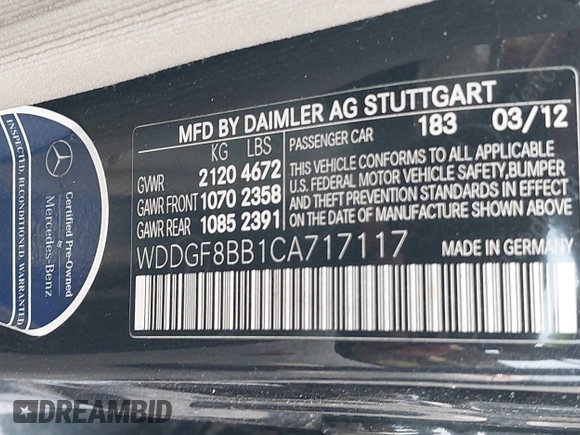 MFD BY DAIMLER AG STUTTGART
KG LBS
GVWR 2120 4672
GAWR FRONT 1070 2358
GAWR REAR 1085 2391
PASSENGER CAR 183 03/12
THIS VEHICLE CONFORMS TO ALL APPLICABLE
U.S. FEDERAL MOTOR VEHICLE SAFETY,BUMPER
AND THEFT PREVENTION STANDARDS IN EFFECT
ON THE DATE OF MANUFACTURE SHOWN ABOVE.
WDDGF8BB1CA717117
MADE IN GERMANY
INSPECTED. RECONDITIONED. WARRANTED.
Certified Pre-Owned
by
Mercedes-Benz
DREAMBID